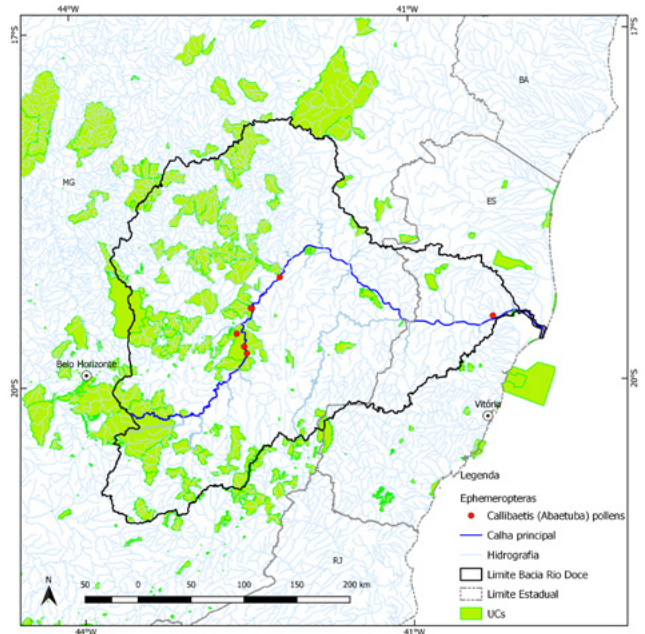 44°W 41°W
17°S 17°S
BA
MG
ES
Belo Horizonte
20°S 20°S
Vitória
Legenda
Ephemeropteras
Callibaetis (Abaetuba) pollens
Calha principal
Hidrografia
RJ
Limite Bacia Rio Doce
N
50 0 50 100 150 200 km
Limite Estadual
UCs
44°W 41°W